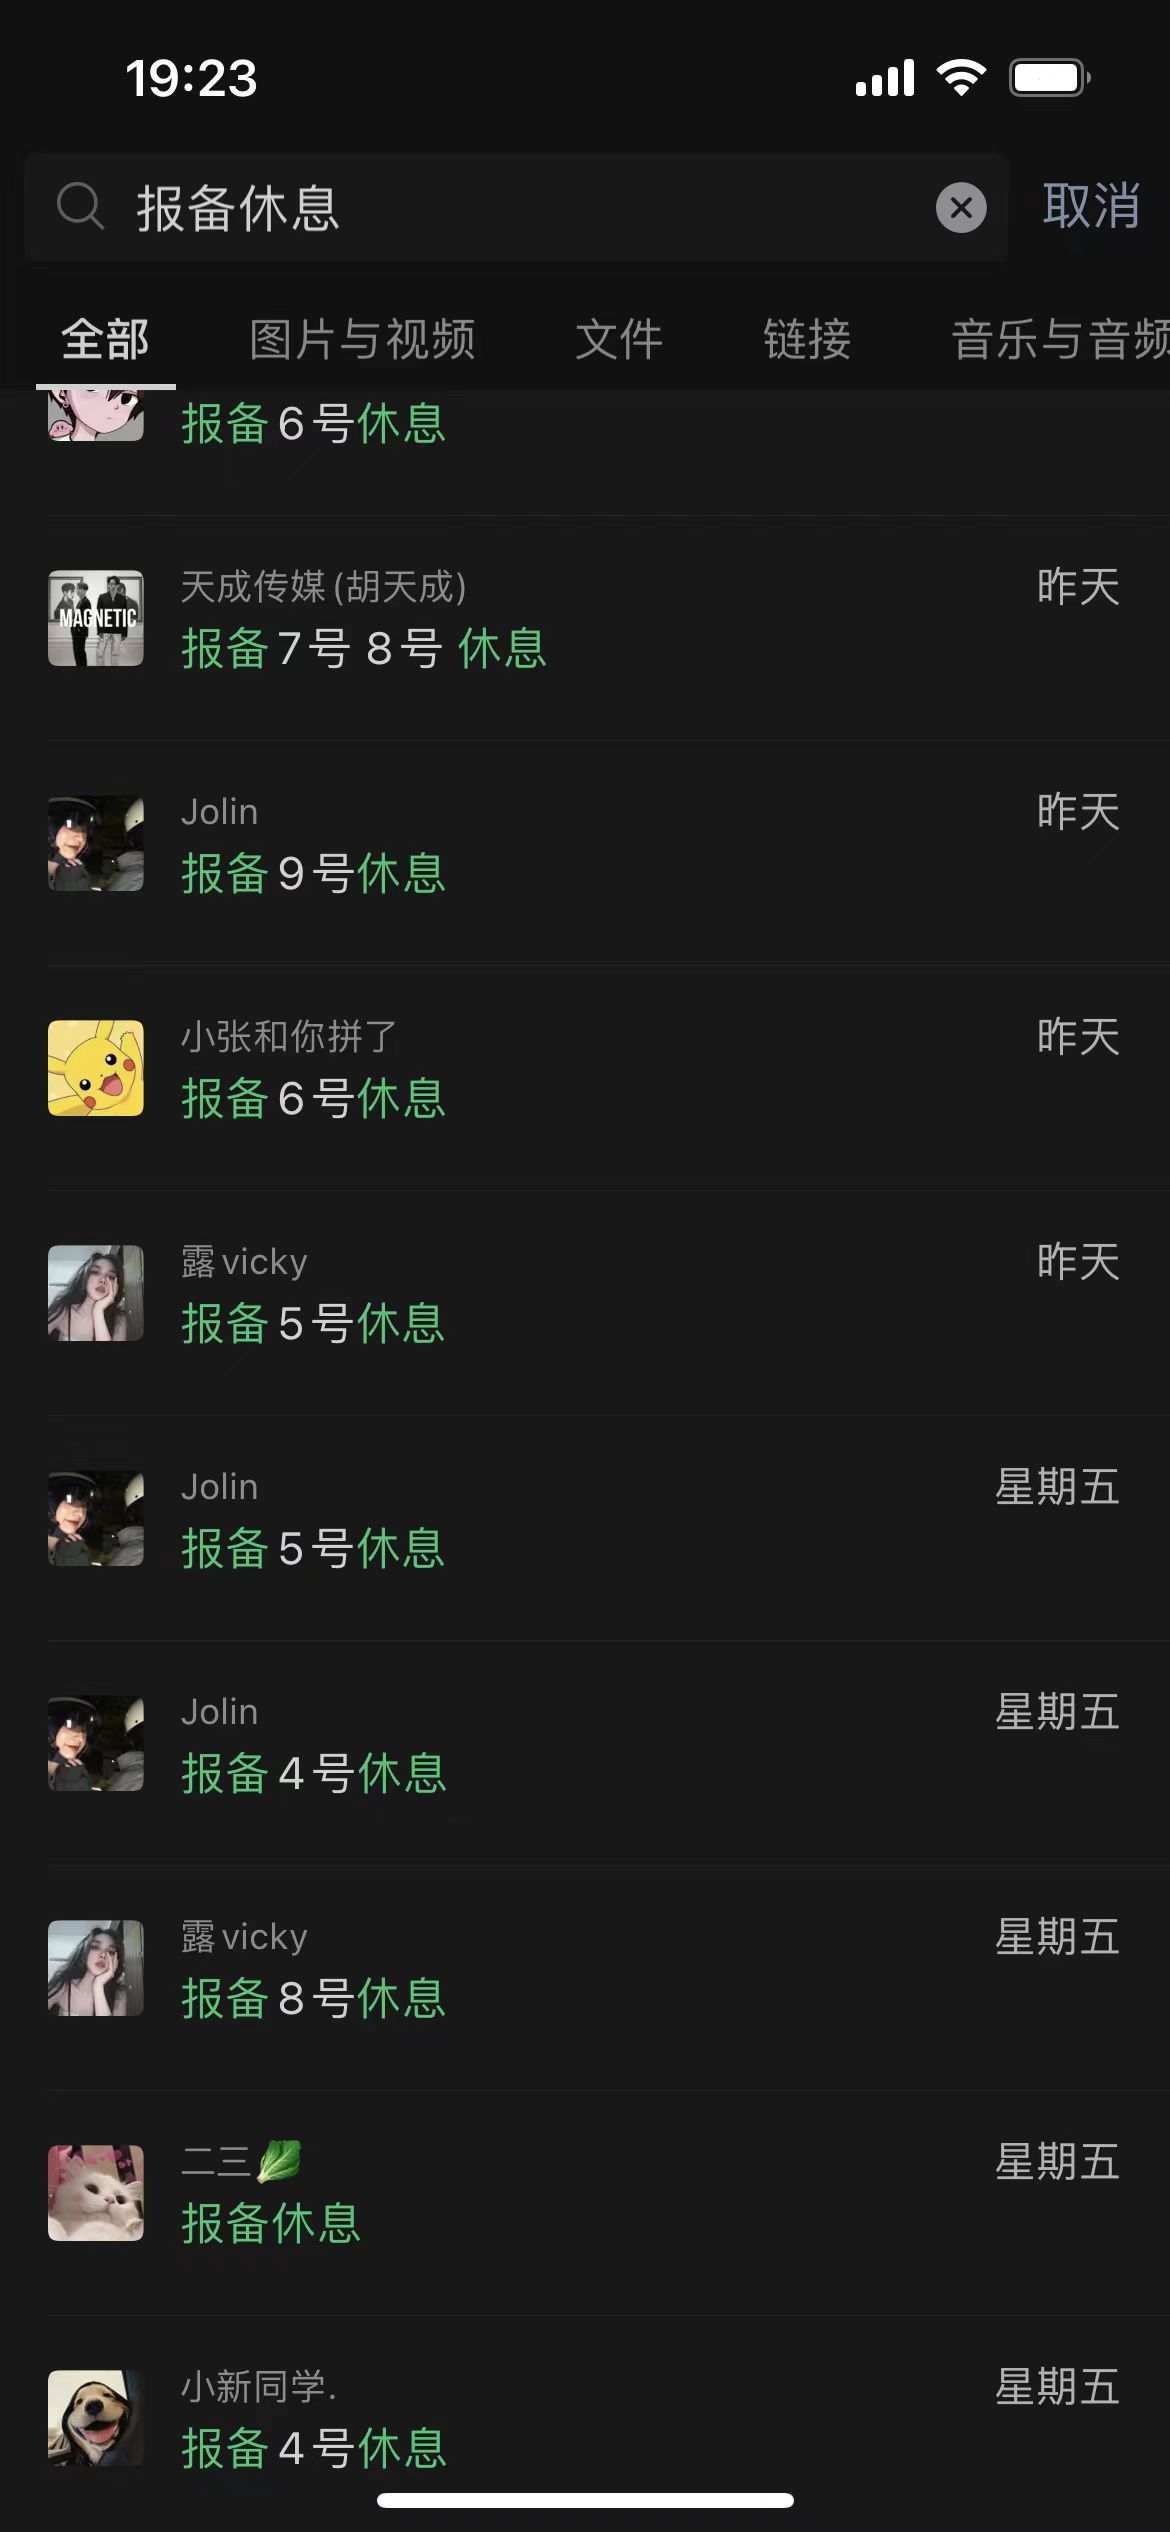 19:23
报备休息
取消
全部 图片与视频 文件 链接 音乐与音频
报备6号休息
天成传媒(胡天成) 昨天
MAGNETIC
报备7号 8号 休息
Jolin 昨天
报备9号休息
小张和你拼了 昨天
报备6号休息
露vicky 昨天
报备5号休息
Jolin 星期五
报备5号休息
Jolin 星期五
报备4号休息
露vicky 星期五
报备8号休息
二三🥬 星期五
报备休息
小新同学. 星期五
报备4号休息